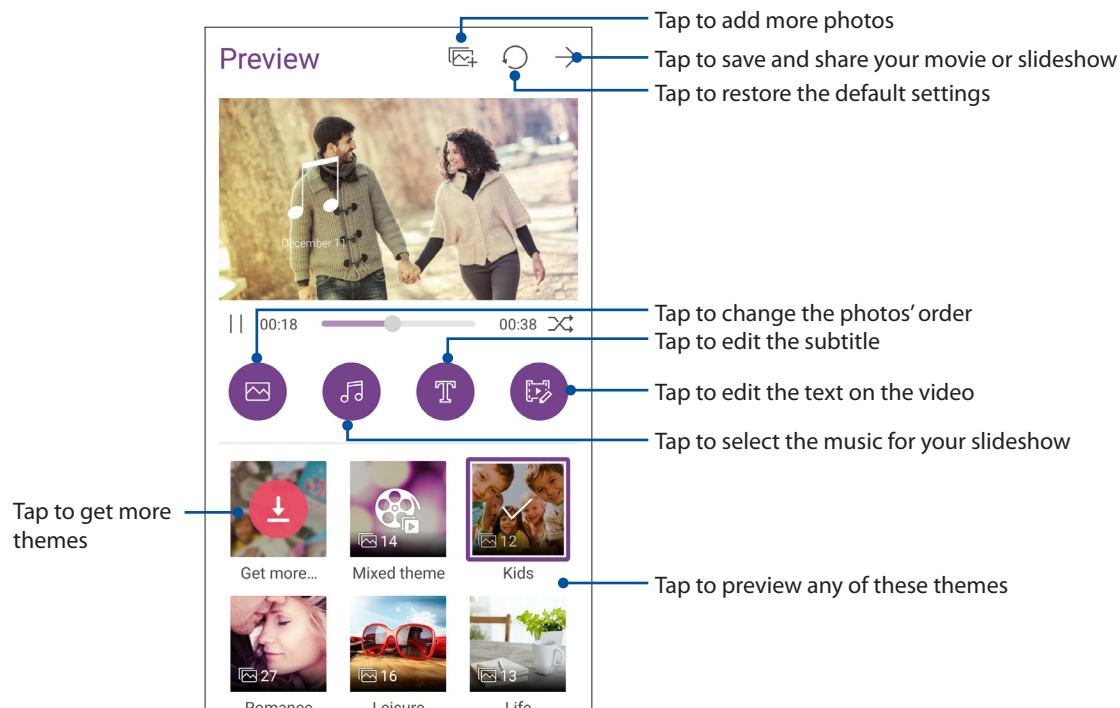 Tap to add more photos
Preview
Tap to save and share your movie or slideshow
Tap to restore the default settings
December 11
00:18
00:38
Tap to change the photos' order
Tap to edit the subtitle
T
Tap to edit the text on the video
Tap to select the music for your slideshow
Tap to get more
themes
14
12
Get more...
Mixed theme
Kids
Tap to preview any of these themes
27
16
13
Romance
Leisure
Life